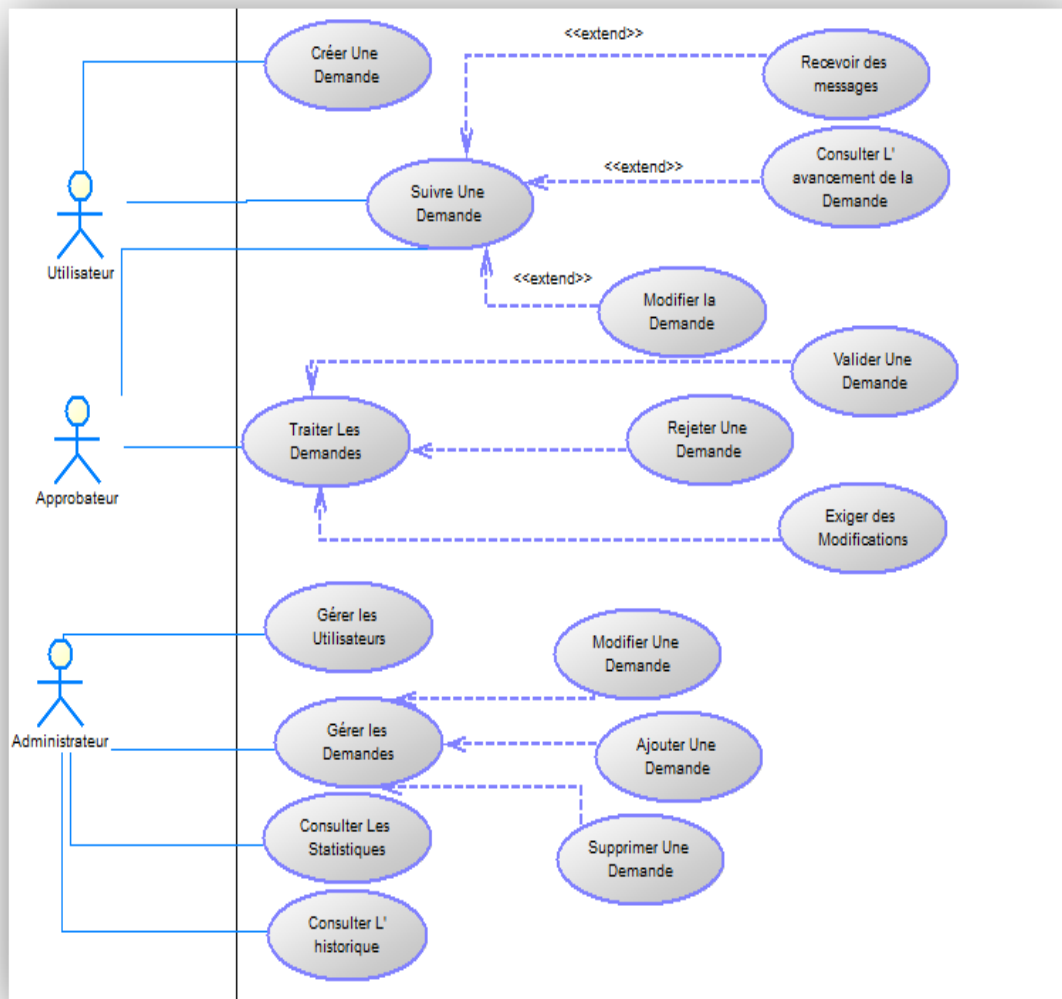 Créer Une
Demande
<<extend>>
Recevoir des
messages
Suivre Une
Demande
<<extend>>
Consulter L'
avancement de la
Demande
Utilisateur
<<extend>>
Modifier la
Demande
Valider Une
Demande
Traiter Les
Demandes
Rejeter Une
Demande
Approbateur
Exiger des
Modifications
Gérer les
Utilisateurs
Modifier Une
Demande
Administrateur
Gérer les
Demandes
Ajouter Une
Demande
Consulter Les
Statistiques
Supprimer Une
Demande
Consulter L'
historique